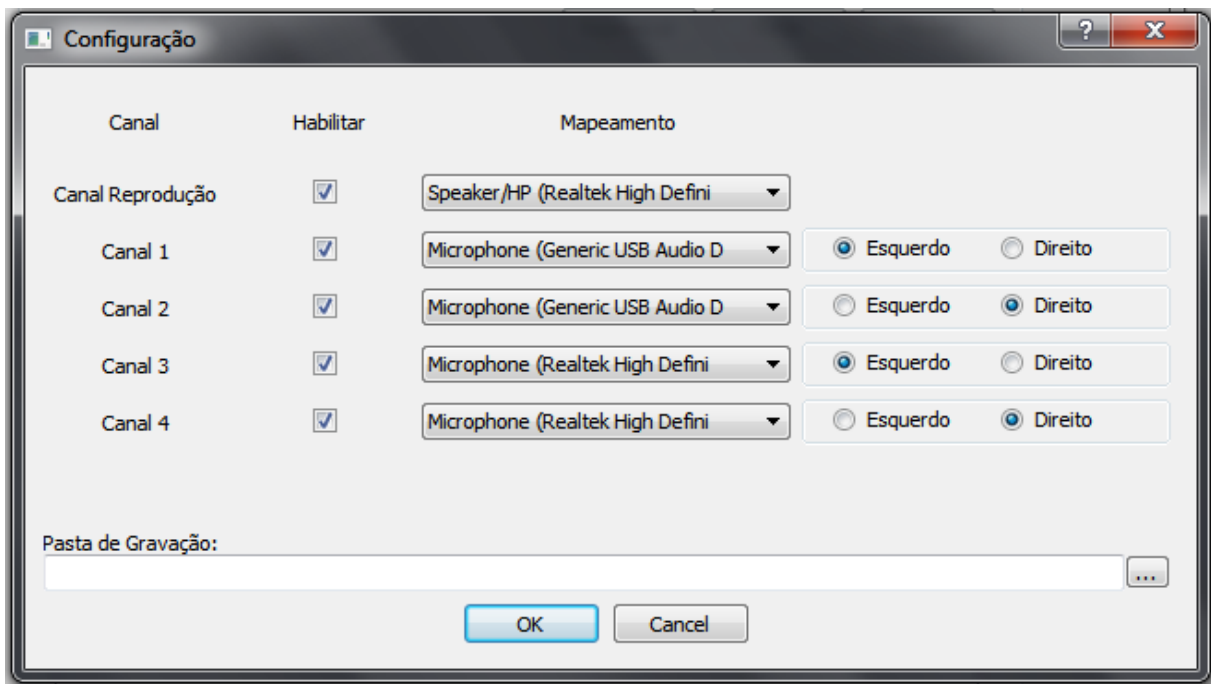 Configuração
Canal Habilitar Mapeamento
Canal Reprodução Speaker/HP (Realtek High Defini
Canal 1 Microphone (Generic USB Audio D Esquerdo Direito
Canal 2 Microphone (Generic USB Audio D Esquerdo Direito
Canal 3 Microphone (Realtek High Defini Esquerdo Direito
Canal 4 Microphone (Realtek High Defini Esquerdo Direito
Pasta de Gravação:
...
OK Cancel